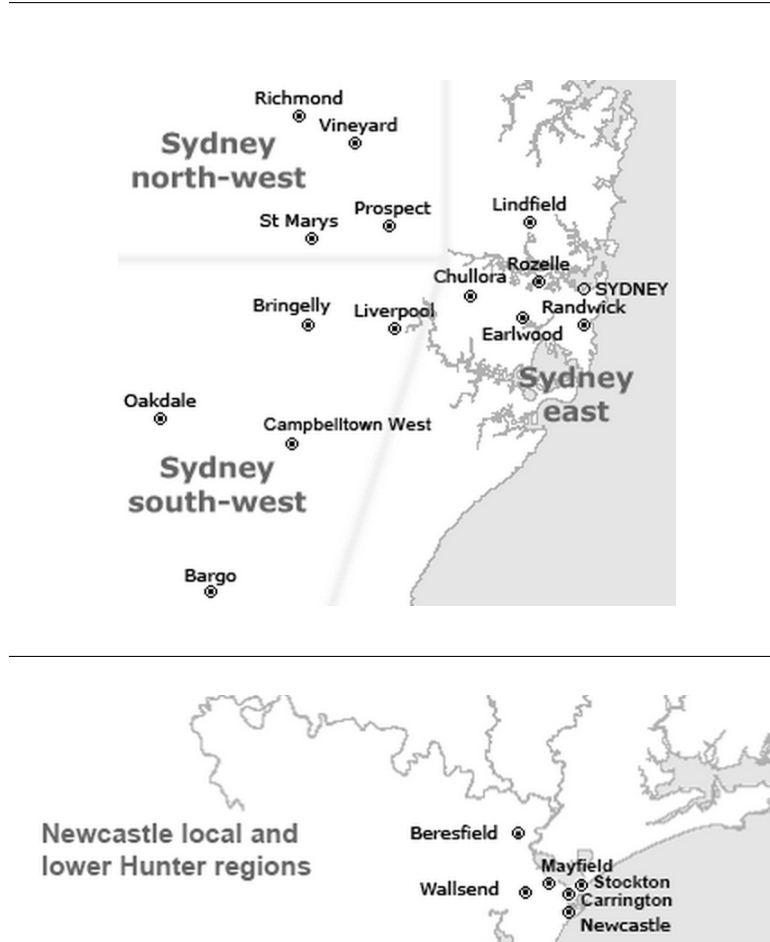 Richmond
Vineyard
Sydney
north-west
Prospect
St Marys
Lindfield
Rozelle
Chullora
SYDNEY
Randwick
Bringelly
Liverpool
Earlwood
Sydney
east
Oakdale
Campbelltown West
Sydney
south-west
Bargo
Newcastle local and
lower Hunter regions
Beresfield
Mayfield
Stockton
Wallsend
Carrington
Newcastle